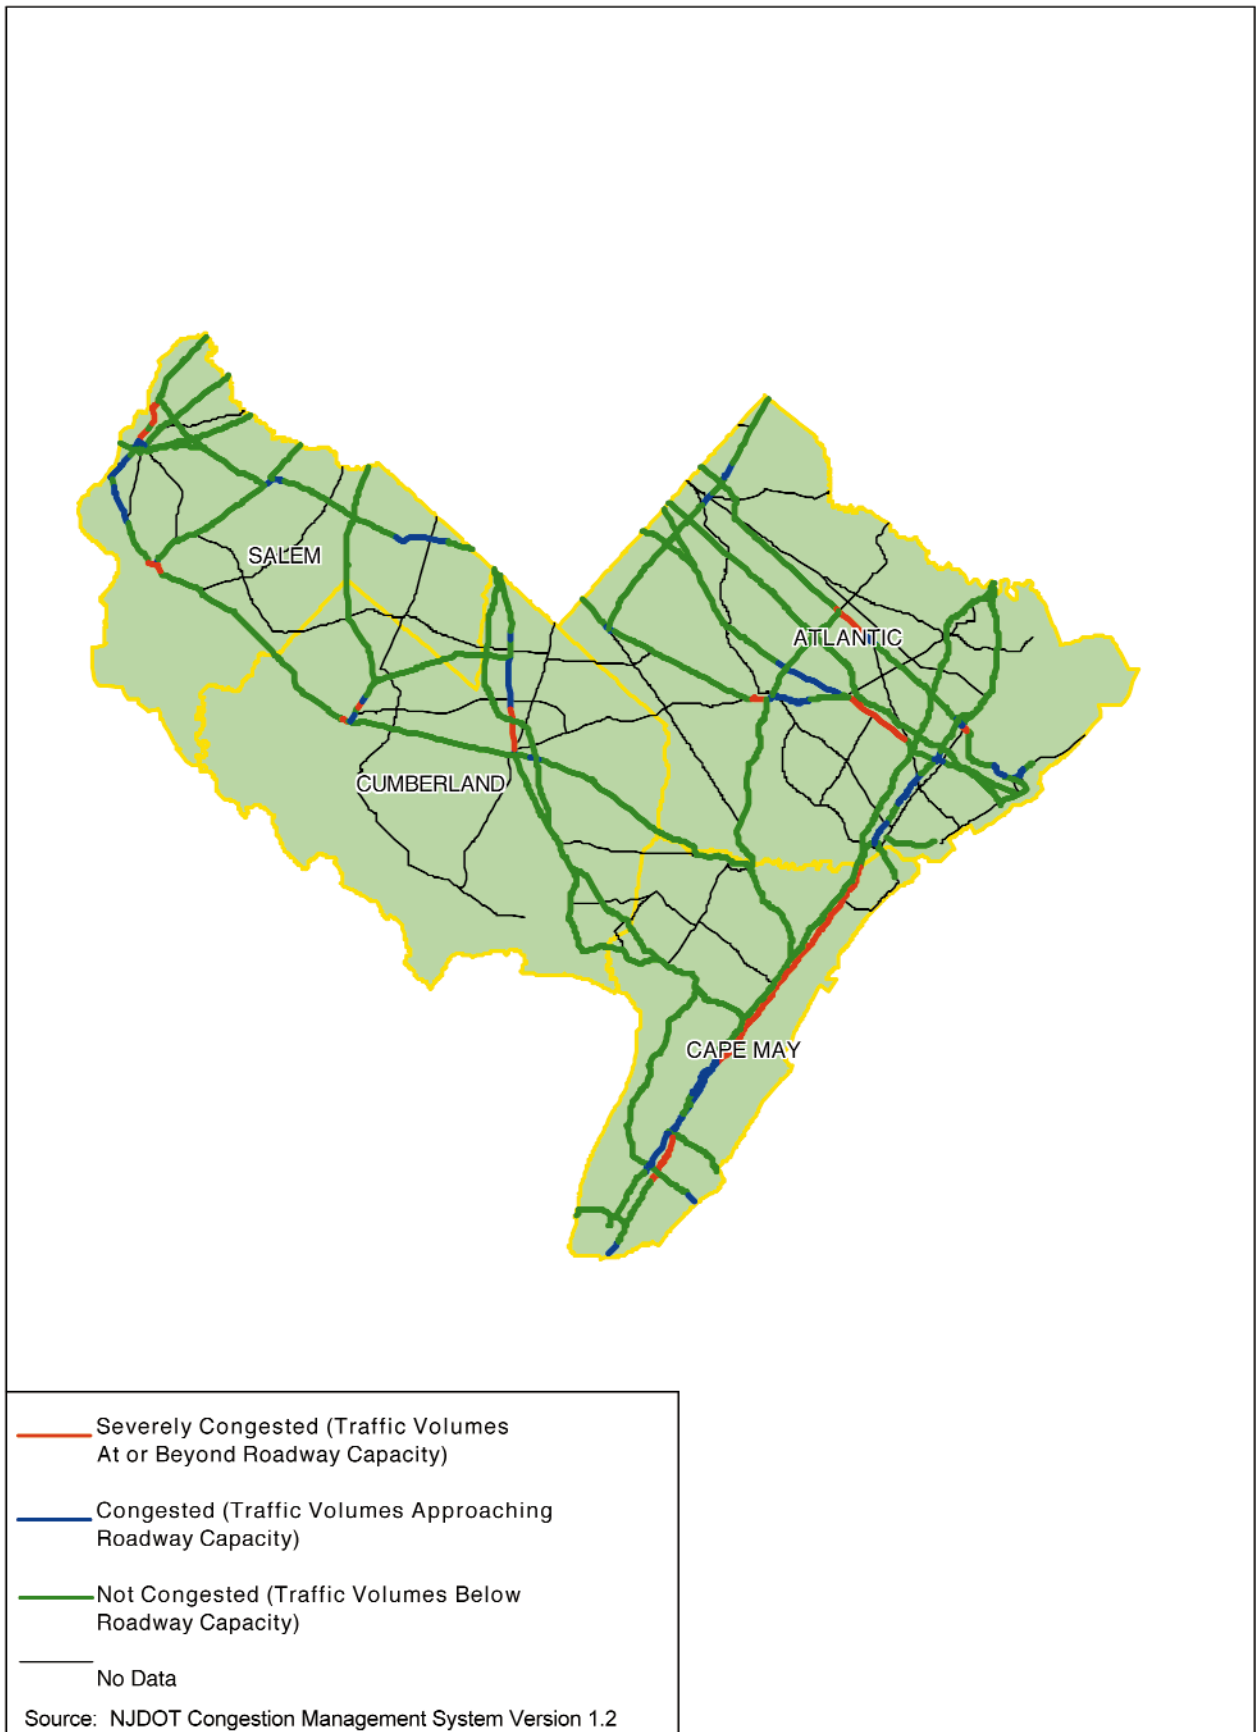 SALEM
ATLANTIC
CUMBERLAND
CAPE MAY
Severely Congested (Traffic Volumes
At or Beyond Roadway Capacity)
Congested (Traffic Volumes Approaching
Roadway Capacity)
Not Congested (Traffic Volumes Below
Roadway Capacity)
No Data
Source: NJDOT Congestion Management System Version 1.2